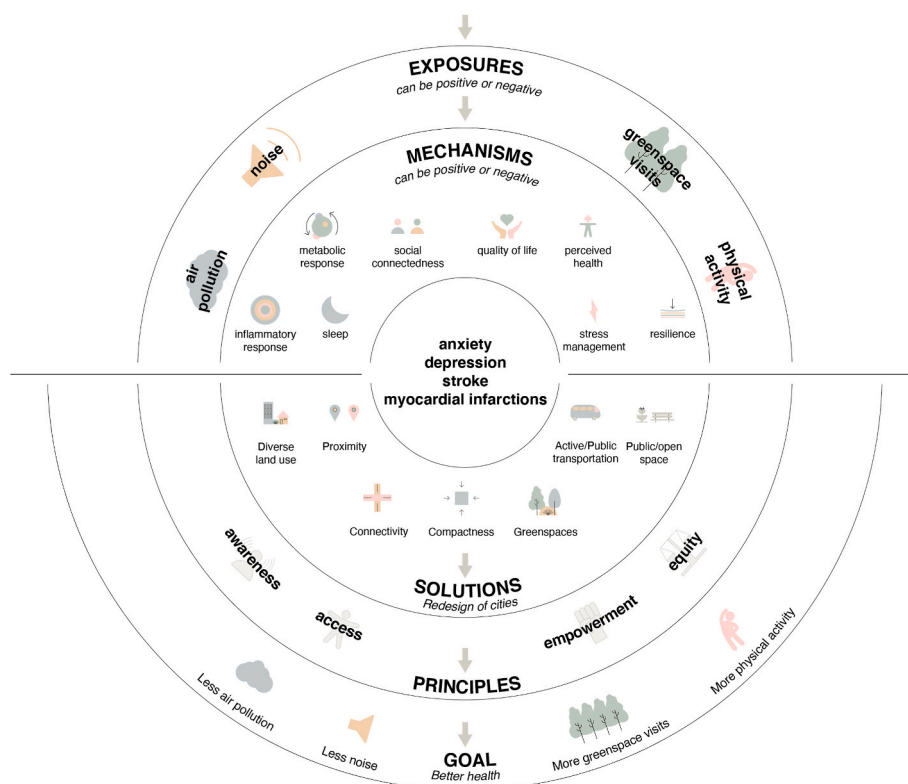 EXPOSURES
can be positive or negative
noise
greenspace
visits
MECHANISMS
can be positive or negative
air
pollution
physical
activity
metabolic
response
social
connectedness
quality of life
perceived
health
inflammatory
response
sleep
stress
management
resilience
anxiety
depression
stroke
myocardial infarctions
Diverse
land use
Proximity
Active/Public
transportation
Public/open
space
Connectivity
Compactness
Greenspaces
awareness
equity
SOLUTIONS
Redesign of cities
access
empowerment
PRINCIPLES
Less air pollution
More physical activity
Less noise
More greenspace visits
GOAL
Better health